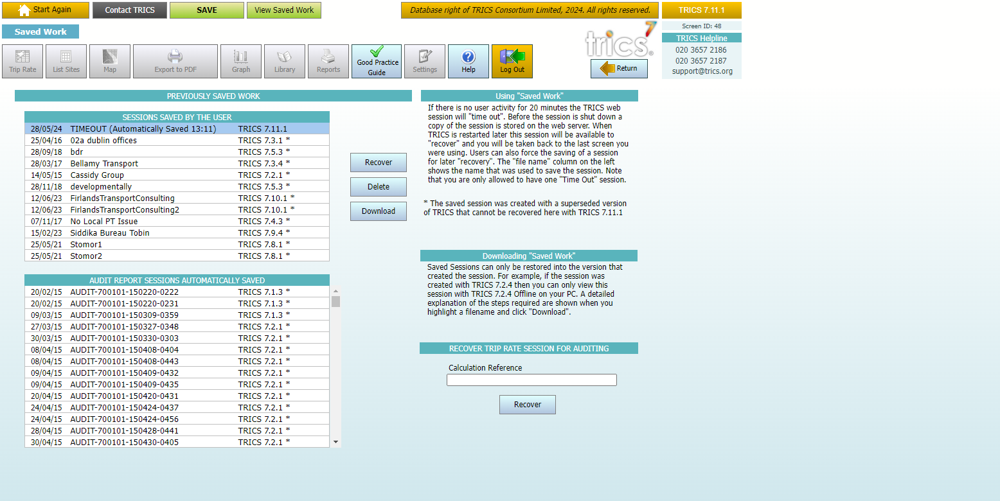 Start Again
Contact TRICS
SAVE
View Saved Work
Database right of TRICS Consortium Limited, 2024. All rights reserved.
TRICS 7.11.1
Screen ID: 48
Saved Work
trics 7 ®
TRICS Helpline
020 3657 2186
020 3657 2187
support@trics.org
Trip Rate
List Sites
Map
Export to PDF
Graph
Library
Reports
Good Practice
Guide
Settings
Help
Log Out
Return
PREVIOUSLY SAVED WORK
SESSIONS SAVED BY THE USER
28/05/24 TIMEOUT (Automatically Saved 13:11) TRICS 7.11.1
25/04/16 02a dublin offices TRICS 7.3.1 *
28/09/18 bdr TRICS 7.5.3 *
28/03/17 Bellamy Transport TRICS 7.3.4 *
14/05/15 Cassidy Group TRICS 7.2.1 *
28/11/18 developmentally TRICS 7.5.3 *
12/06/23 FirlandsTransportConsulting TRICS 7.10.1 *
12/06/23 FirlandsTransportConsulting2 TRICS 7.10.1 *
07/11/17 No Local PT Issue TRICS 7.4.3 *
15/02/23 Siddika Bureau Tobin TRICS 7.9.4 *
25/05/21 Stomor1 TRICS 7.8.1 *
25/05/21 Stomor2 TRICS 7.8.1 *
AUDIT REPORT SESSIONS AUTOMATICALLY SAVED
20/02/15 AUDIT-700101-150220-0222 TRICS 7.1.3 *
20/02/15 AUDIT-700101-150220-0231 TRICS 7.1.3 *
09/03/15 AUDIT-700101-150309-0359 TRICS 7.1.3 *
27/03/15 AUDIT-700101-150327-0348 TRICS 7.2.1 *
30/03/15 AUDIT-700101-150330-0303 TRICS 7.2.1 *
08/04/15 AUDIT-700101-150408-0404 TRICS 7.2.1 *
08/04/15 AUDIT-700101-150408-0443 TRICS 7.2.1 *
09/04/15 AUDIT-700101-150409-0432 TRICS 7.2.1 *
09/04/15 AUDIT-700101-150409-0435 TRICS 7.2.1 *
20/04/15 AUDIT-700101-150420-0431 TRICS 7.2.1 *
24/04/15 AUDIT-700101-150424-0437 TRICS 7.2.1 *
24/04/15 AUDIT-700101-150424-0456 TRICS 7.2.1 *
28/04/15 AUDIT-700101-150428-0441 TRICS 7.2.1 *
30/04/15 AUDIT-700101-150430-0405 TRICS 7.2.1 *
Recover
Delete
Download
Using "Saved Work"
If there is no user activity for 20 minutes the TRICS web
session will "time out". Before the session is shut down a
copy of the session is stored on the web server. When
TRICS is restarted later this session will be available to
"recover" and you will be taken back to the last screen you
were using. Users can also force the saving of a session
for later "recovery". The "file name" column on the left
shows the name that was used to save the session. Note
that you are only allowed to have one "Time Out" session.
* The saved session was created with a superseded version
of TRICS that cannot be recovered here with TRICS 7.11.1
Downloading "Saved Work"
Saved Sessions can only be restored into the version that
created the session. For example, if the session was
created with TRICS 7.2.4 then you can only view this
session with TRICS 7.2.4 Offline on your PC. A detailed
explanation of the steps required are shown when you
highlight a filename and click "Download".
RECOVER TRIP RATE SESSION FOR AUDITING
Calculation Reference
Recover